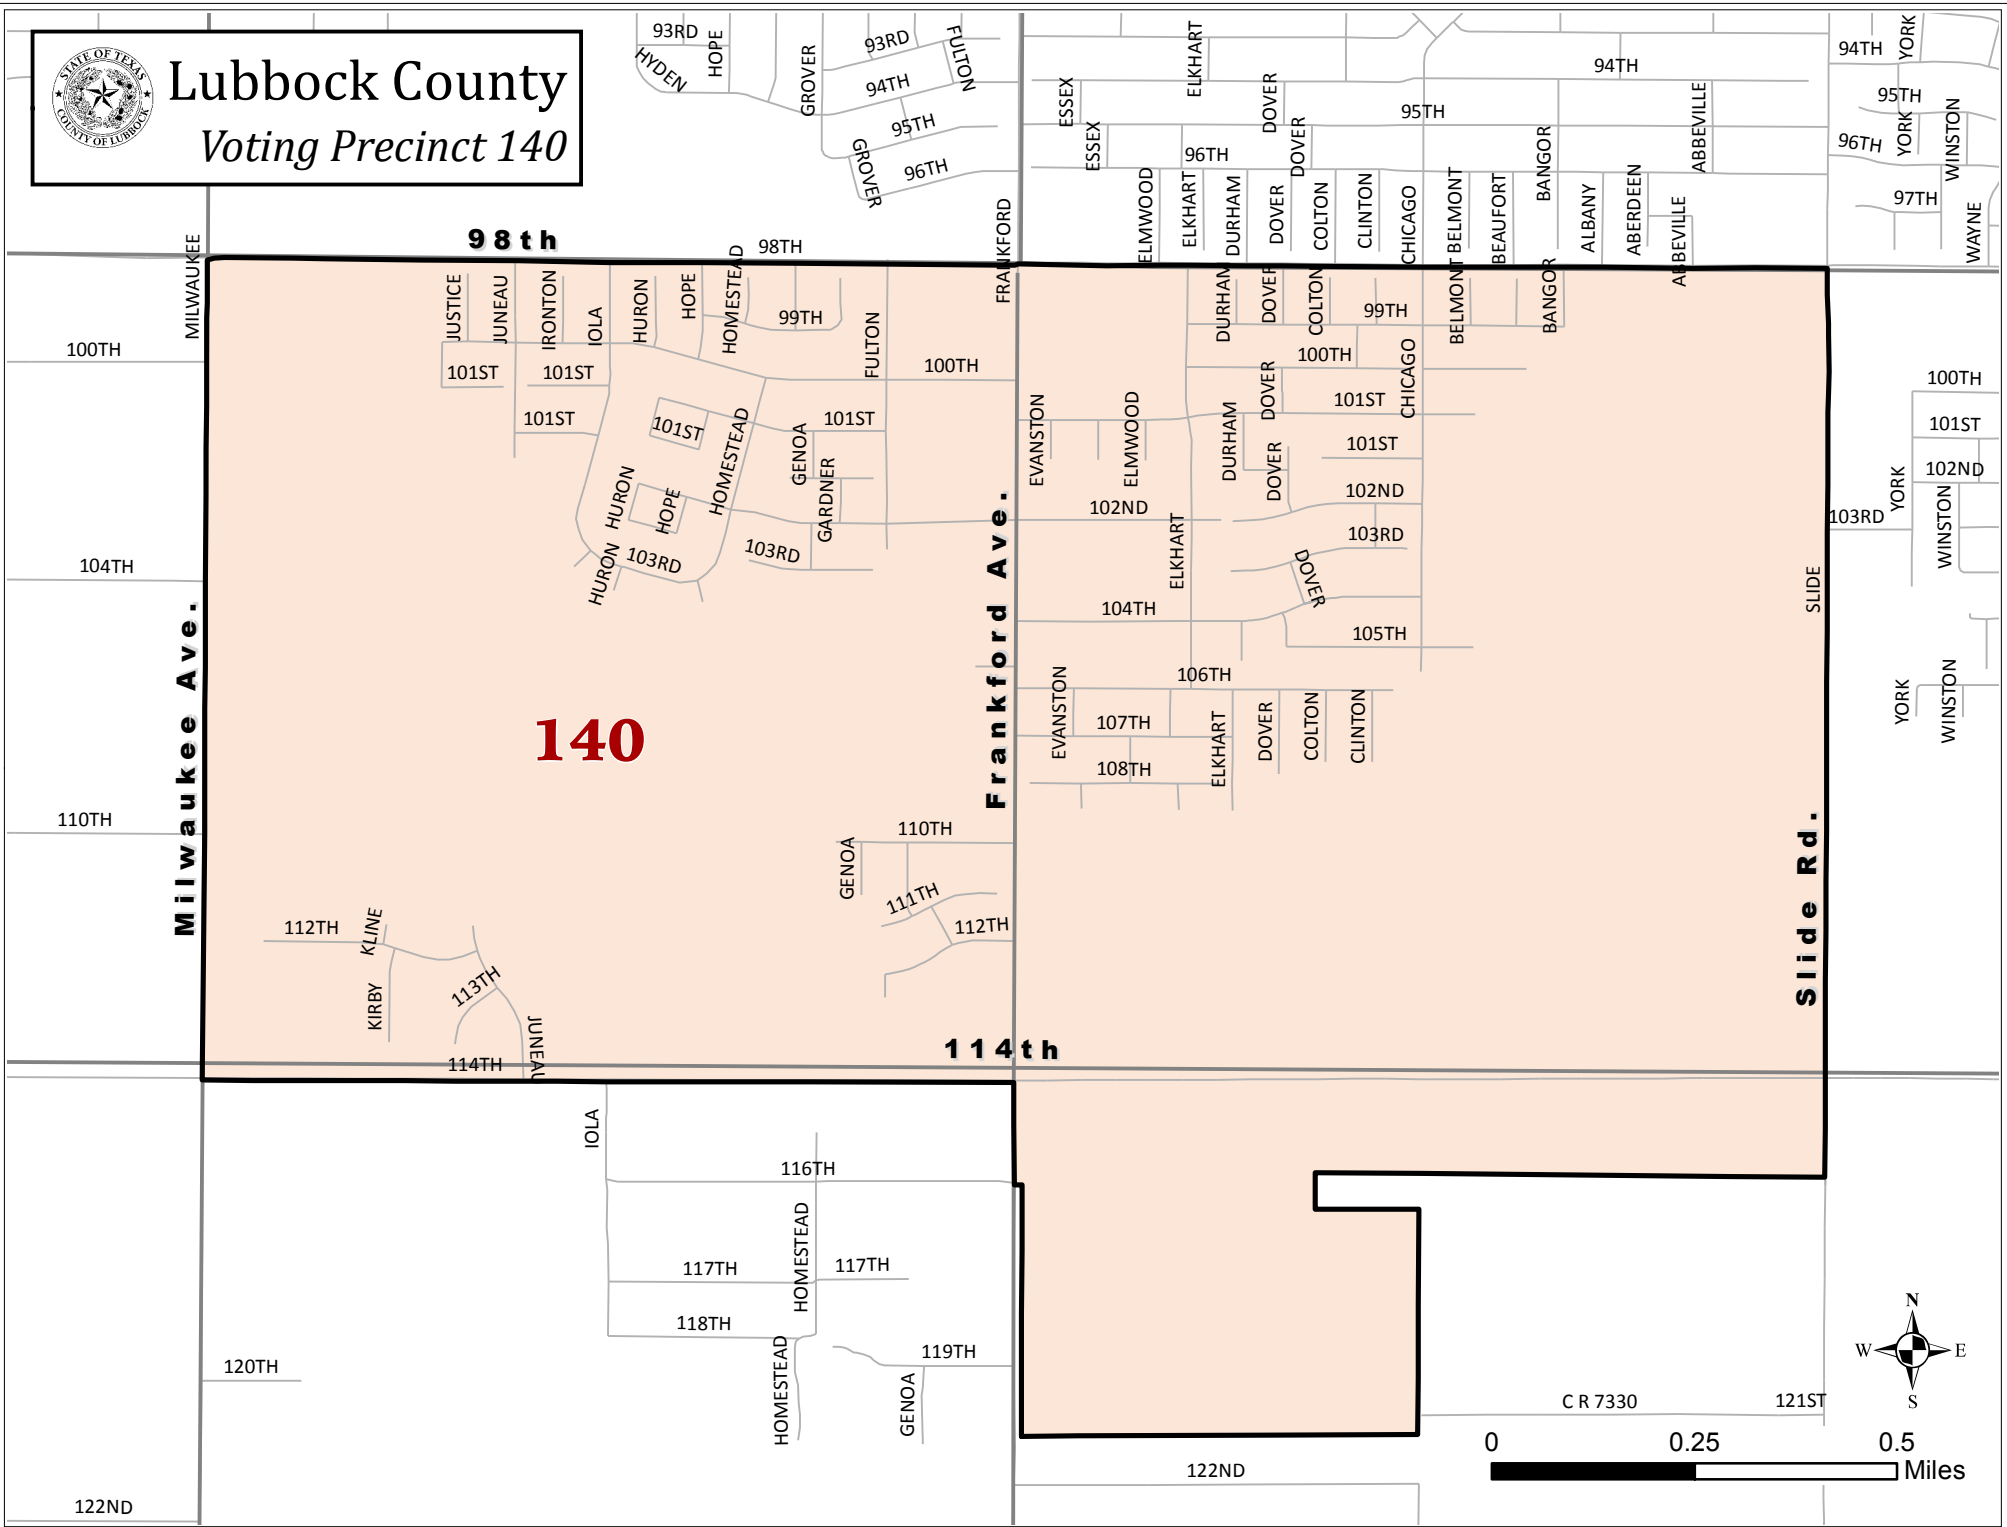 STATE OF TEXAS
COUNTY OF LUBBOCK
Lubbock County
Voting Precinct 140
93RD
HOPE
HYDEN
GROVER
93RD
FULTON
94TH
95TH
GROVER
96TH
ELKHART
94TH
YORK
94TH
ESSEX
DOVER
95TH
ABBEVILLE
95TH
ESSEX
96TH
DOVER
BANGOR
YORK
96TH
WINSTON
ELMWOOD
ELKHART
DURHAM
DOVER
COLTON
CLINTON
CHICAGO
BELMONT
BEAUFORT
ALBANY
ABERDEEN
ABBEVILLE
97TH
WAYNE
MILWAUKEE
98th
98TH
FRANKFORD
JUSTICE
JUNEAU
IRONTON
IOLA
HURON
HOPE
HOMESTEAD
99TH
FULTON
DURHAM
DOVER
COLTON
99TH
BELMONT
BANGOR
100TH
101ST
101ST
100TH
100TH
CHICAGO
100TH
101ST
101ST
HOMESTEAD
101ST
GENOA
EVANSTON
ELMWOOD
DURHAM
DOVER
101ST
101ST
101ST
HURON
HOPE
GARDNER
102ND
DOVER
102ND
YORK
102ND
WINSTON
103RD
104TH
HURON
103RD
103RD
ELKHART
103RD
DOVER
SLIDE
104TH
105TH
Milwaukee Ave.
140
Frankford Ave.
EVANSTON
106TH
107TH
108TH
ELKHART
DOVER
COLTON
CLINTON
YORK
WINSTON
110TH
110TH
GENOA
111TH
112TH
Slide Rd.
112TH
KLINE
KIRBY
113TH
JUNEAU
114TH
114th
IOLA
116TH
HOMESTEAD
117TH
117TH
118TH
HOMESTEAD
119TH
GENOA
120TH
N
W
E
S
C R 7330
121ST
122ND
122ND
0
0.25
0.5
Miles